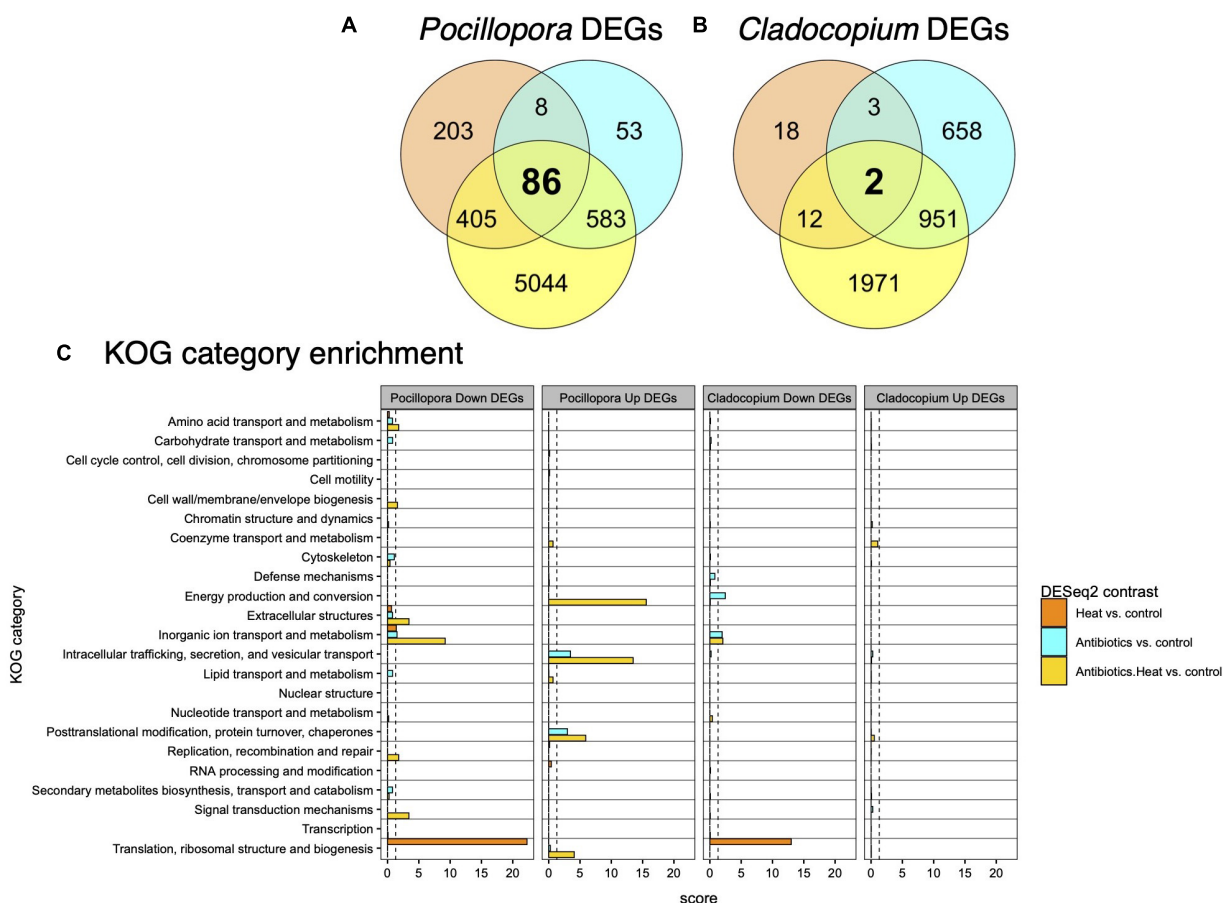 A Pocillopora DEGs
B Cladocopium DEGs
203
8
53
86
405
583
5044
18
3
658
2
12
951
1971
C KOG category enrichment
Pocillopora Down DEGs
Pocillopora Up DEGs
Cladocopium Down DEGs
Cladocopium Up DEGs
KOG category
Amino acid transport and metabolism
Carbohydrate transport and metabolism
Cell cycle control, cell division, chromosome partitioning
Cell motility
Cell wall/membrane/envelope biogenesis
Chromatin structure and dynamics
Coenzyme transport and metabolism
Cytoskeleton
Defense mechanisms
Energy production and conversion
Extracellular structures
Inorganic ion transport and metabolism
Intracellular trafficking, secretion, and vesicular transport
Lipid transport and metabolism
Nuclear structure
Nucleotide transport and metabolism
Posttranslational modification, protein turnover, chaperones
Replication, recombination and repair
RNA processing and modification
Secondary metabolites biosynthesis, transport and catabolism
Signal transduction mechanisms
Transcription
Translation, ribosomal structure and biogenesis
0 5 10 15 20
0 5 10 15 20
0 5 10 15 20
0 5 10 15 20
score
DESeq2 contrast
Heat vs. control
Antibiotics vs. control
Antibiotics.Heat vs. control